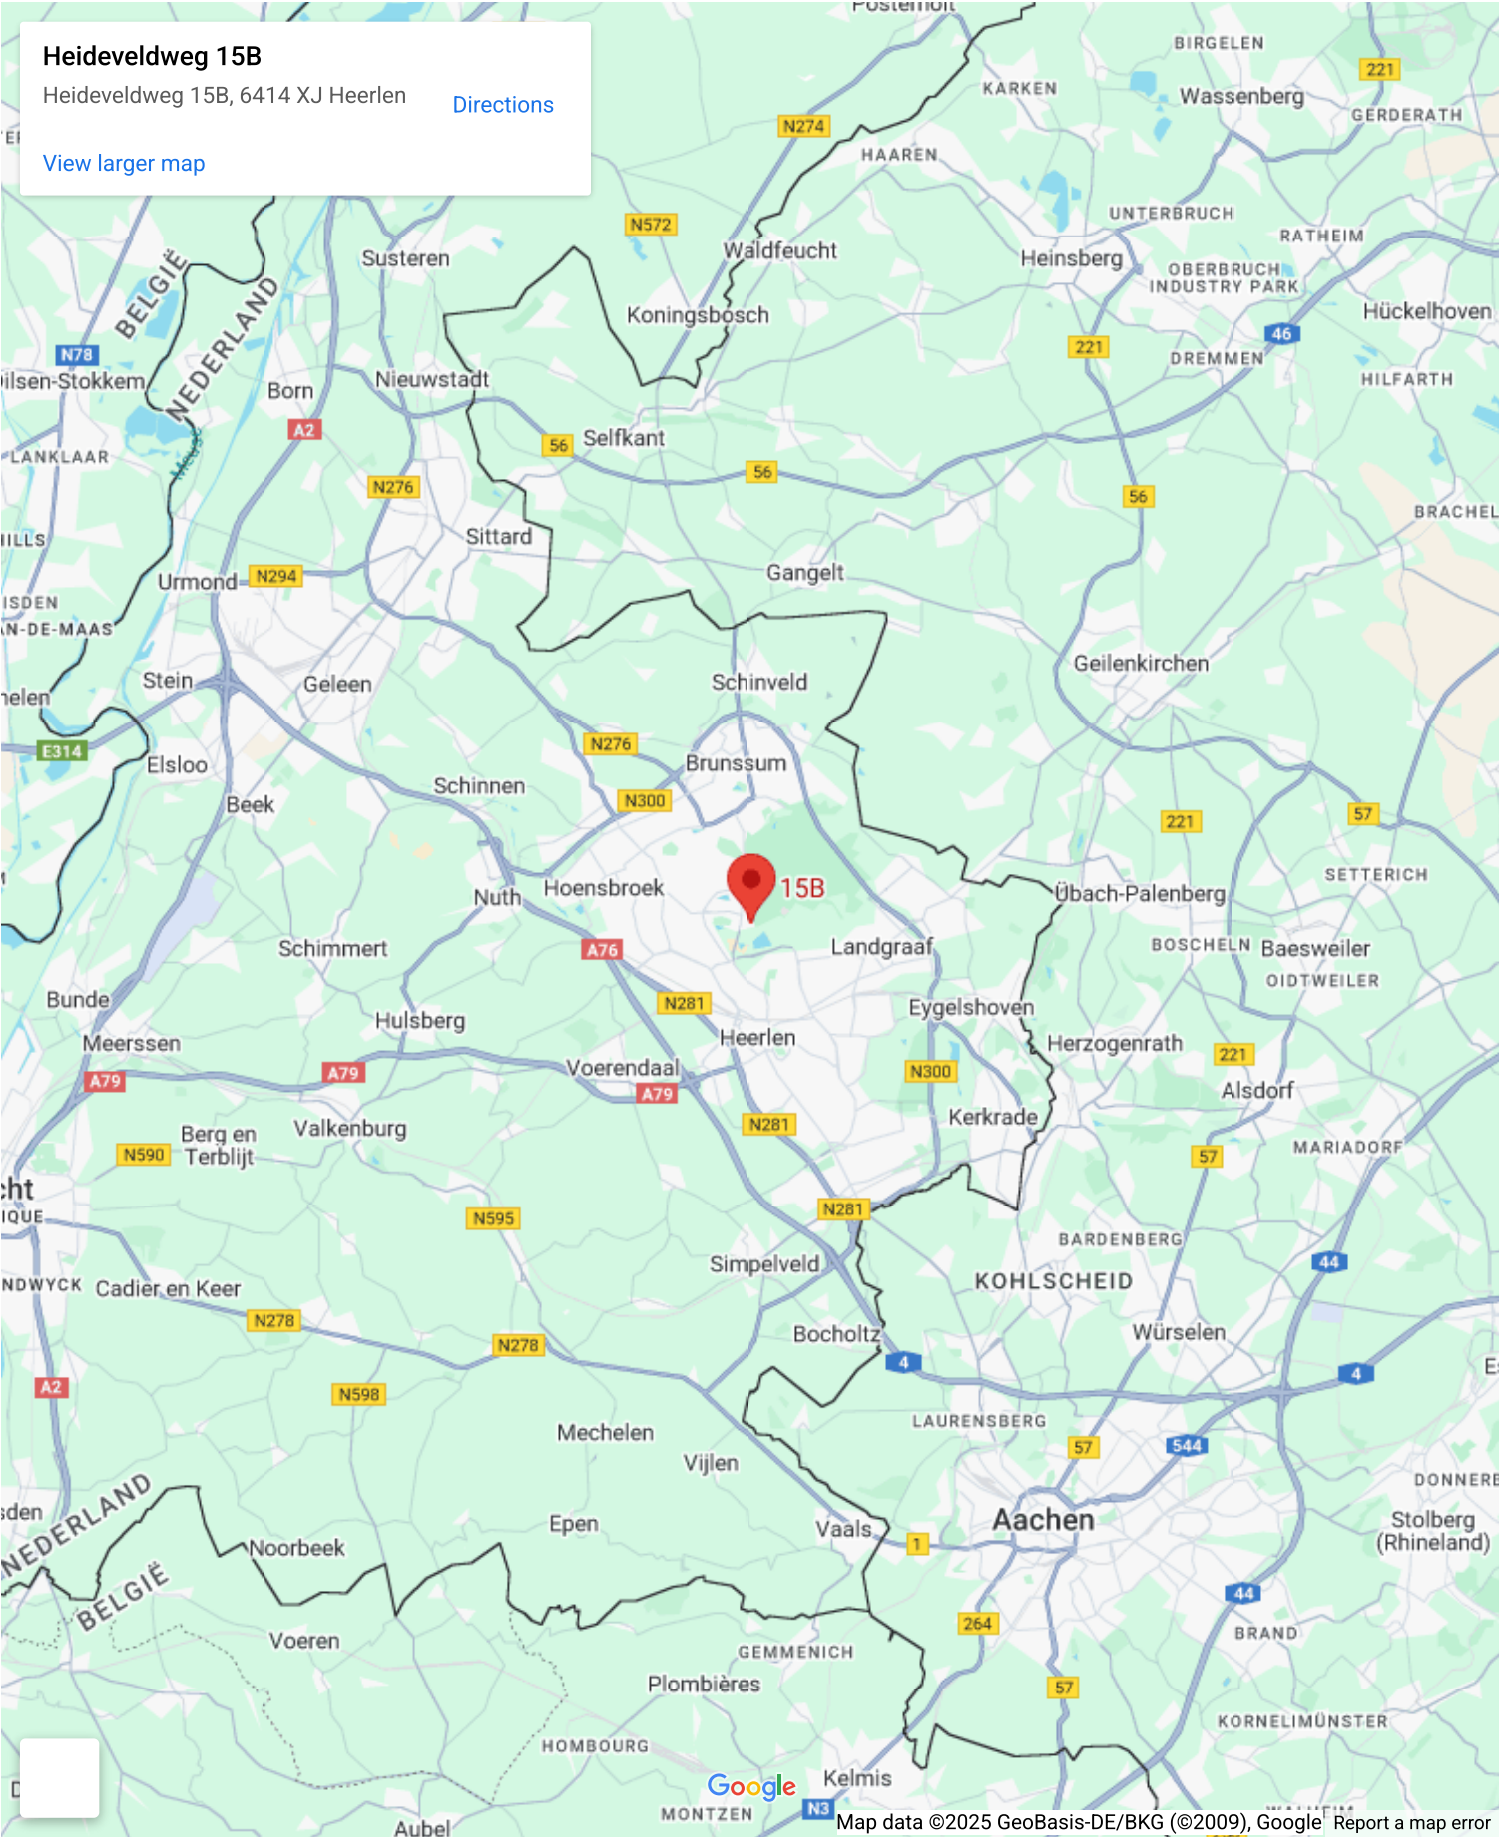 Heideveldweg 15B
Heideveldweg 15B, 6414 XJ Heerlen
Directions
View larger map
BIRGELEN
221
KARKEN
Wassenberg
GERDERATH
N274
HAAREN
UNTERBRUCH
N572
RATHEIM
Waldfeucht
Susteren
Heinsberg
OBERBRUCH
INDUSTRY PARK
BELGIË
NEDERLAND
Koningsbosch
Hückelhoven
46
221
N78
DREMMEN
Nieuwstadt
HILFARTH
Born
A2
Selfkant
56
Meuse
LANKLAAR
56
N276
56
Sittard
Gangelt
N294
Urmond
Geilenkirchen
Stein
Geleen
Schinveld
N276
E314
Elsloo
Brunssum
Schinnen
N300
Beek
57
221
SETTERICH
15B
Hoensbroek
Übach-Palenberg
Nuth
Landgraaf
BOSCHELN
Baesweiler
Schimmert
A76
OIDTWEILER
Bunde
N281
Eygelshoven
Hulsberg
Heerlen
Meerssen
Herzogenrath
221
Voerendaal
A79
N300
A79
A79
Alsdorf
Kerkrade
N281
Valkenburg
Berg en
Terblijt
MARIADORF
N590
57
N281
N595
BARDENBERG
44
Simpelveld
KOHLSCHEID
Cadier en Keer
N278
Würselen
Bocholtz
N278
4
4
A2
N598
LAURENSBERG
Mechelen
57
544
Vijlen
NEDERLAND
Aachen
Epen
Vaals
Stolberg
(Rhineland)
1
Noorbeek
BELGIË
44
264
BRAND
Voeren
GEMMENICH
Plombières
57
KORNELIMÜNSTER
HOMBOURG
Google
Kelmis
N3
MONTZEN
Map data ©2025 GeoBasis-DE/BKG (©2009), Google
Report a map error
Aubel